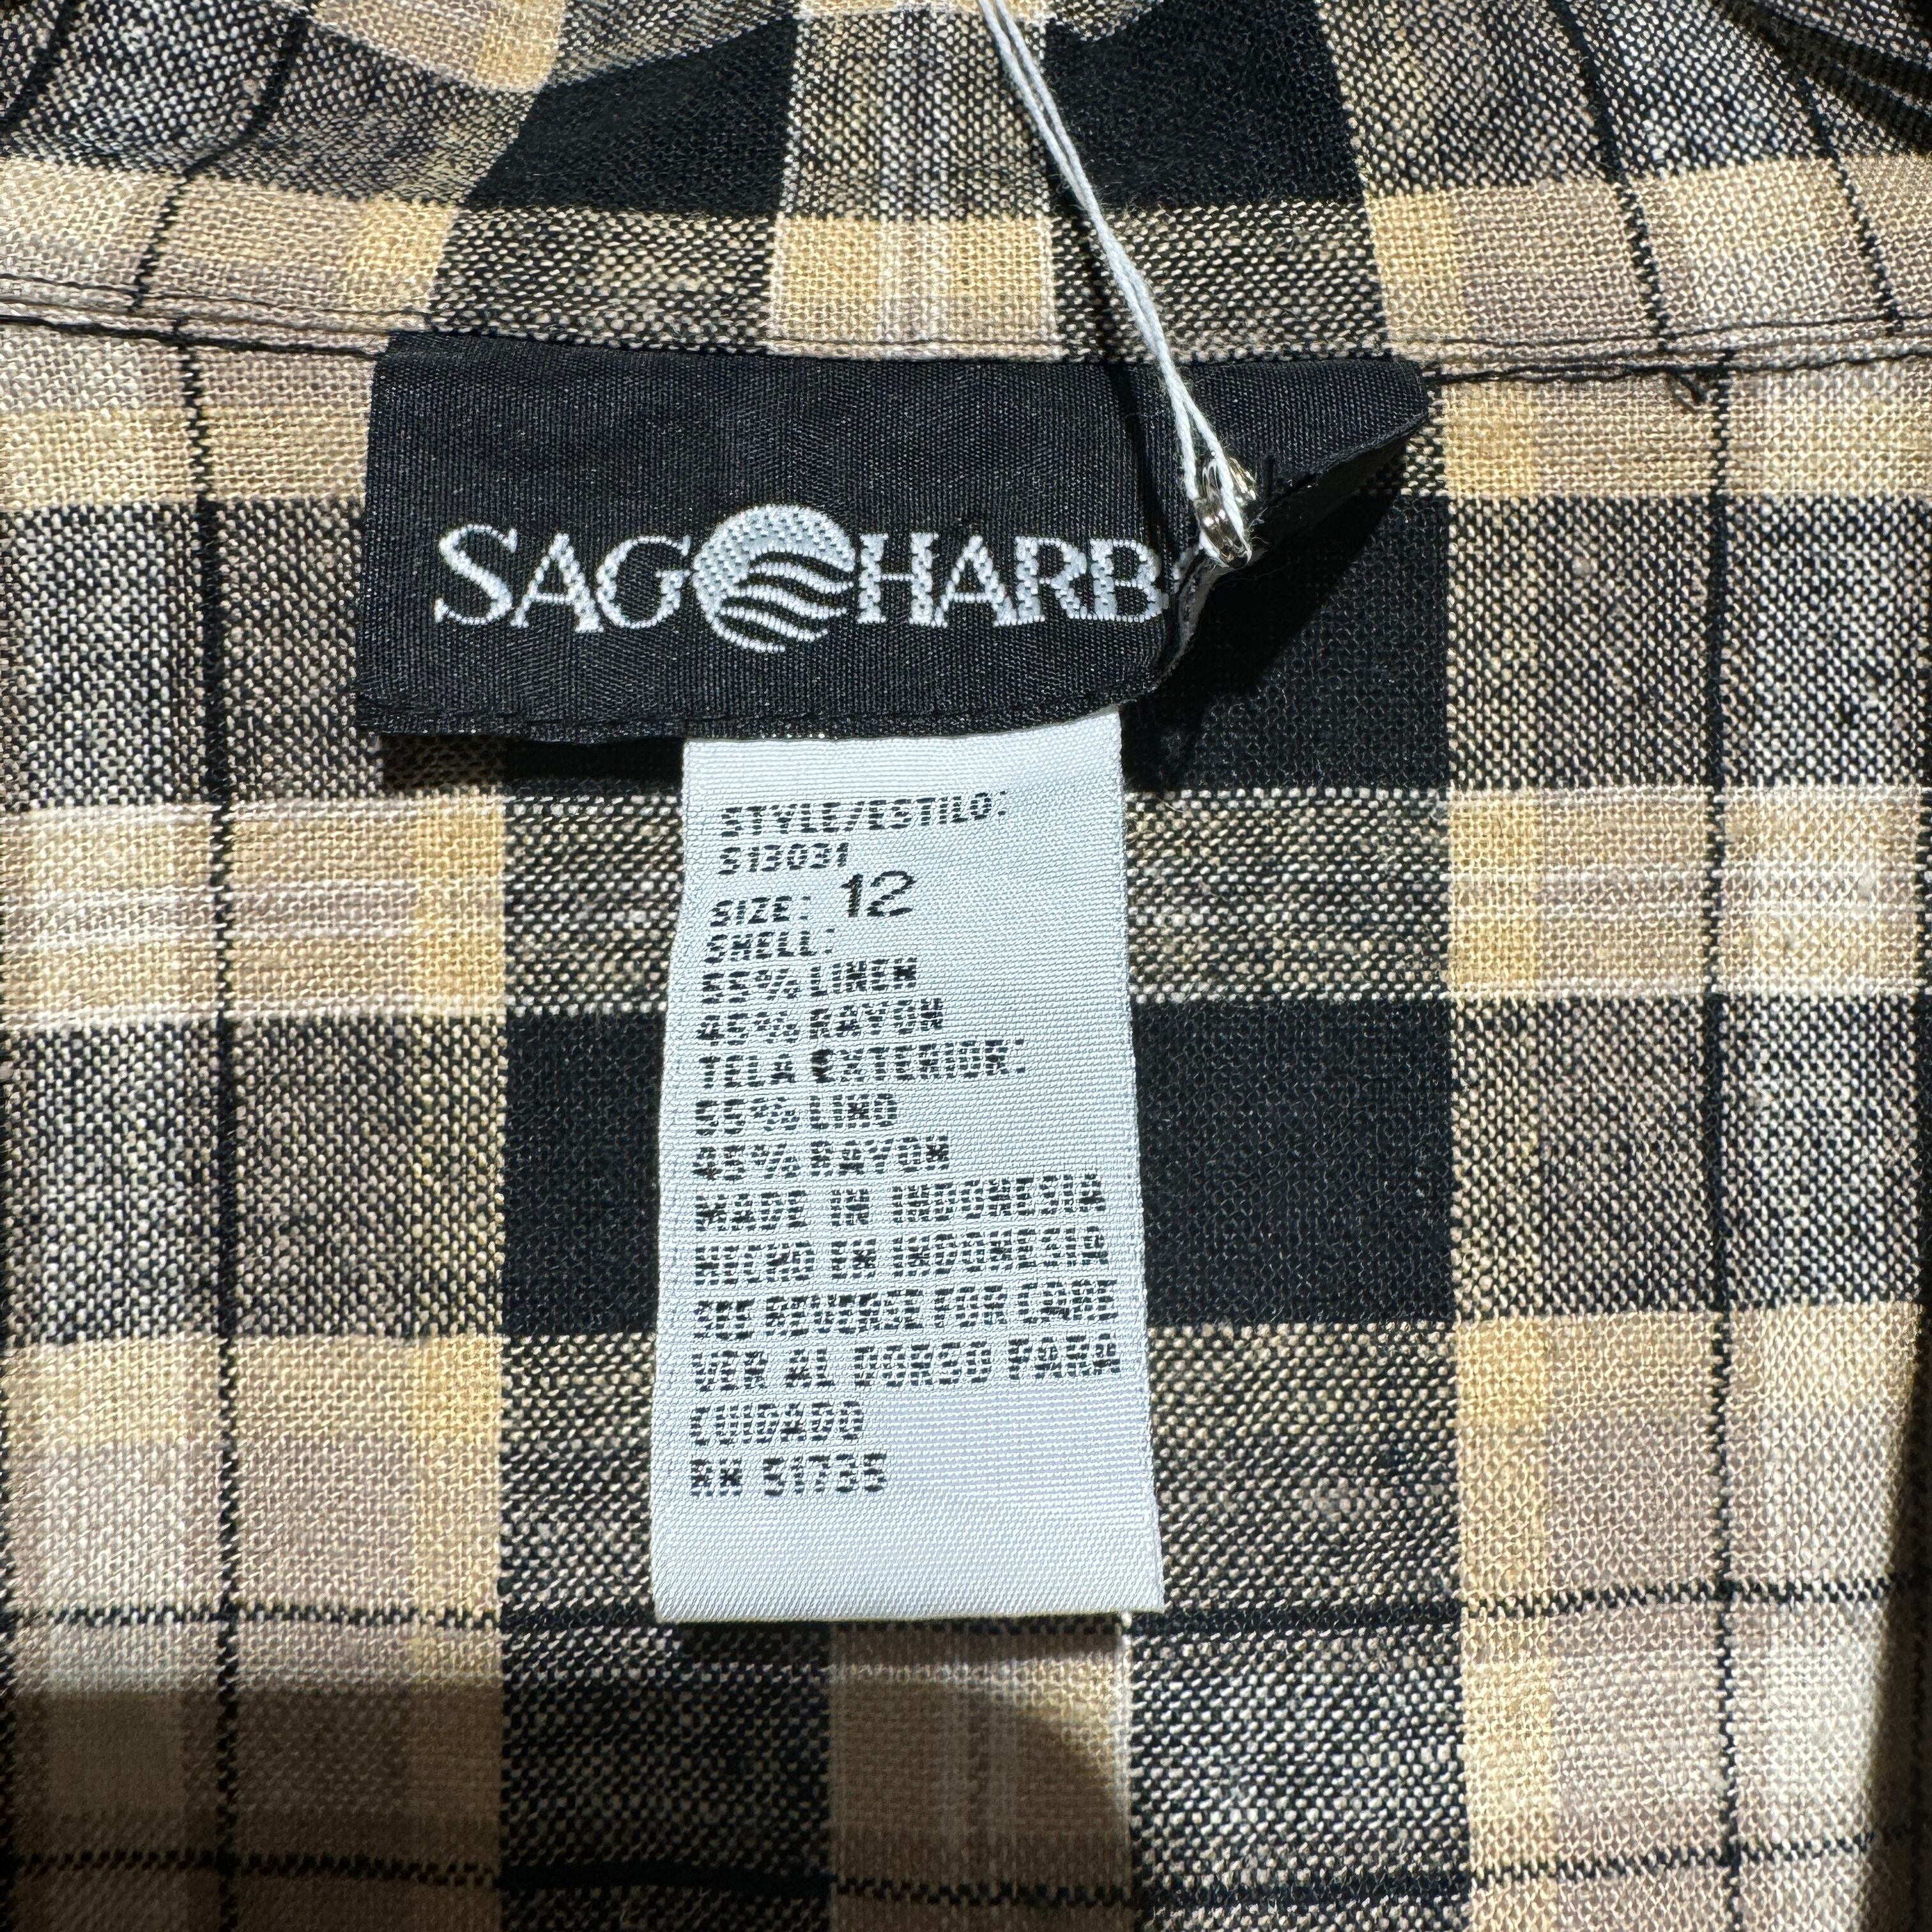 SAG HARB
STYLE/ESTILO:
S13031
SIZE: 12
SHELL:
55% LINEN
45% RAYON
TELA EXTERIOR:
55% LINO
45% RAYON
MADE IN INDONESIA
HECHO EN INDONESIA
SEE REVERSE FOR CARE
VER AL DORSO PARA
CUIDADO
RN 51735